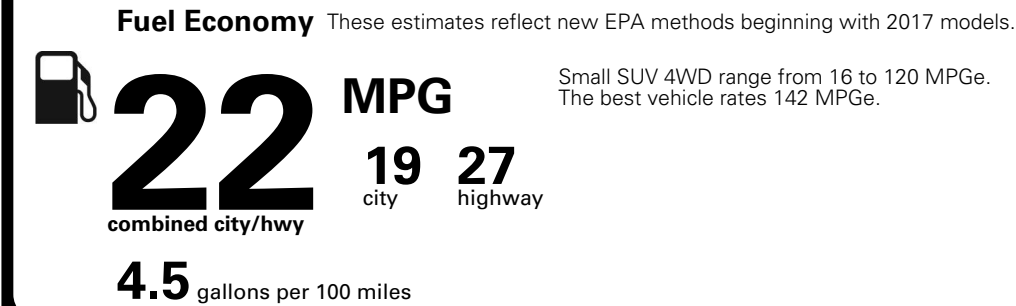 Fuel Economy These estimates reflect new EPA methods beginning with 2017 models.
22 MPG
Small SUV 4WD range from 16 to 120 MPGe.
The best vehicle rates 142 MPGe.
19 27
city highway
combined city/hwy
4.5 gallons per 100 miles